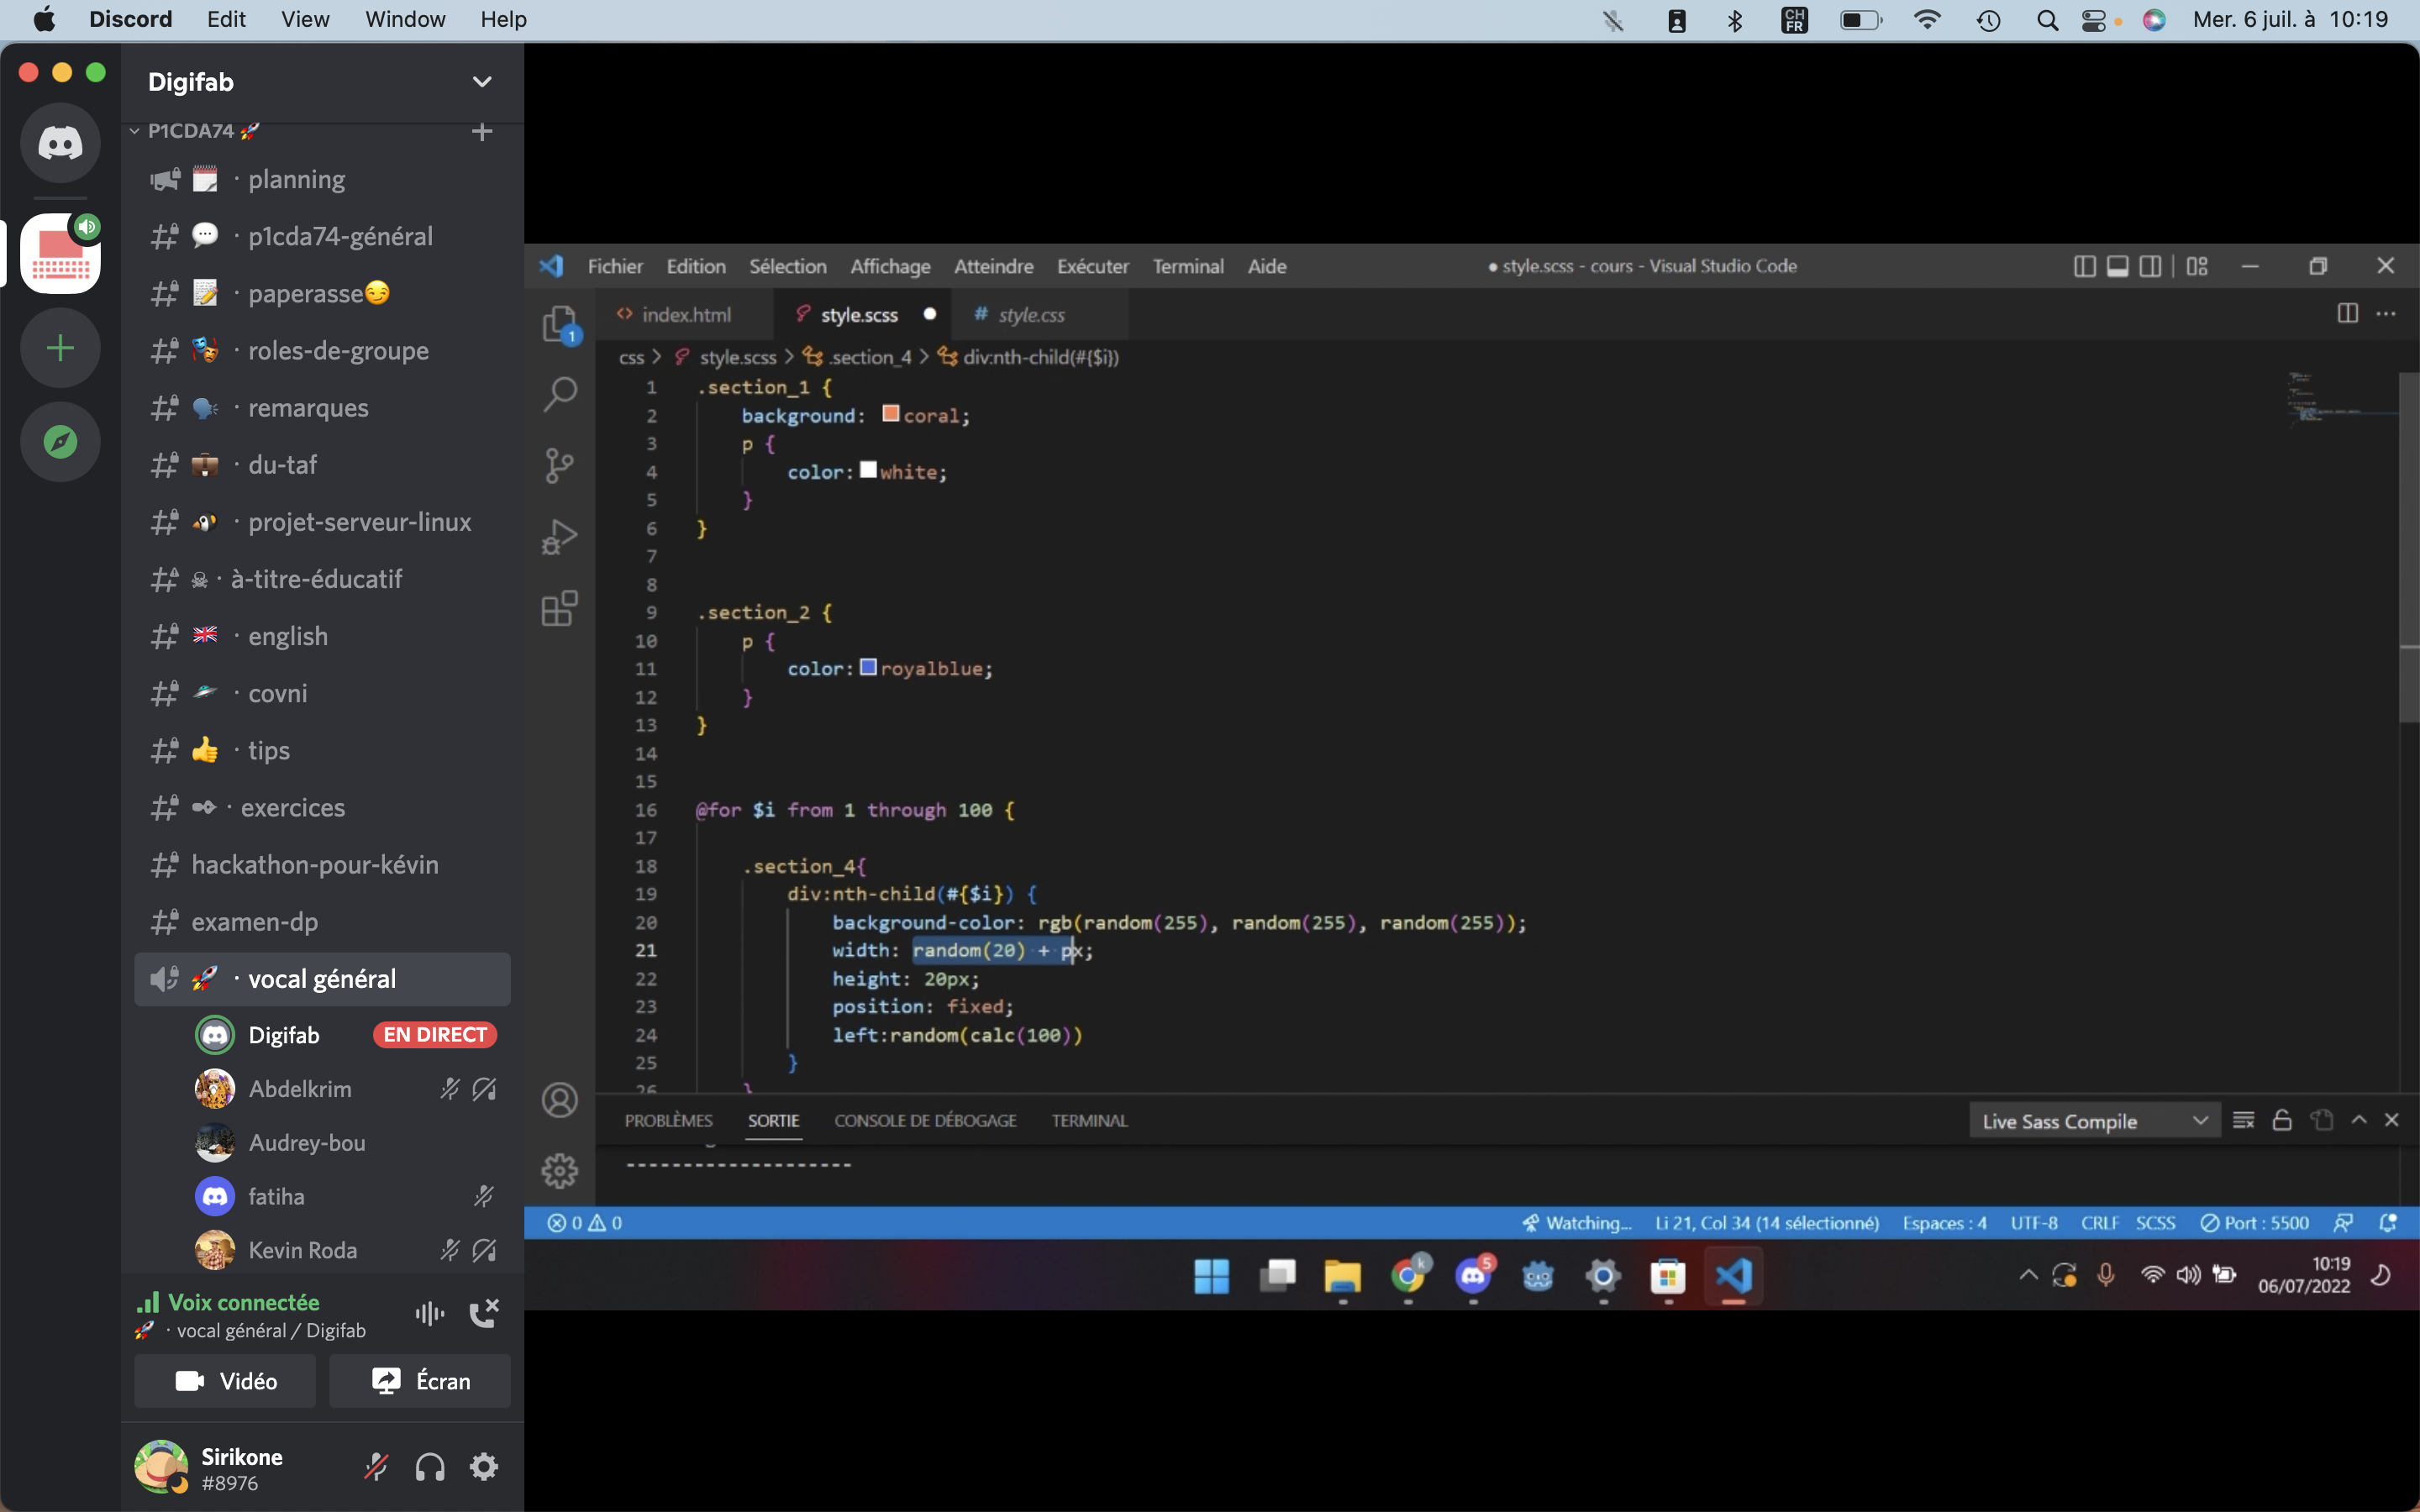 Discord Edit View Window Help
CH FR
Mer. 6 juil. à 10:19
Digifab
P1CDA74
planning
p1cda74-général
paperasse
roles-de-groupe
remarques
du-taf
projet-serveur-linux
à-titre-éducatif
english
covni
tips
exercices
hackathon-pour-kévin
examen-dp
vocal général
Digifab EN DIRECT
Abdelkrim
Audrey-bou
fatiha
Kevin Roda
Voix connectée
vocal général / Digifab
Vidéo Écran
Sirikone
#8976
Fichier Edition Sélection Affichage Atteindre Exécuter Terminal Aide
● style.scss - cours - Visual Studio Code
1
index.html style.scss # style.css
css > style.scss > .section_4 > div:nth-child(#{$i})
1 .section_1 {
2 background: coral;
3 p {
4 color: white;
5 }
6 }
7
8
9 .section_2 {
10 p {
11 color: royalblue;
12 }
13 }
14
15
16 @for $i from 1 through 100 {
17
18 .section_4{
19 div:nth-child(#{$i}) {
20 background-color: rgb(random(255), random(255), random(255));
21 width: random(20) + px;
22 height: 20px;
23 position: fixed;
24 left:random(calc(100))
25 }
26 }
PROBLÈMES SORTIE CONSOLE DE DÉBOGAGE TERMINAL
Live Sass Compile
--------------------
0 0
Watching... Li 21, Col 34 (14 sélectionné) Espaces : 4 UTF-8 CRLF SCSS Port : 5500
k
5
10:19
06/07/2022